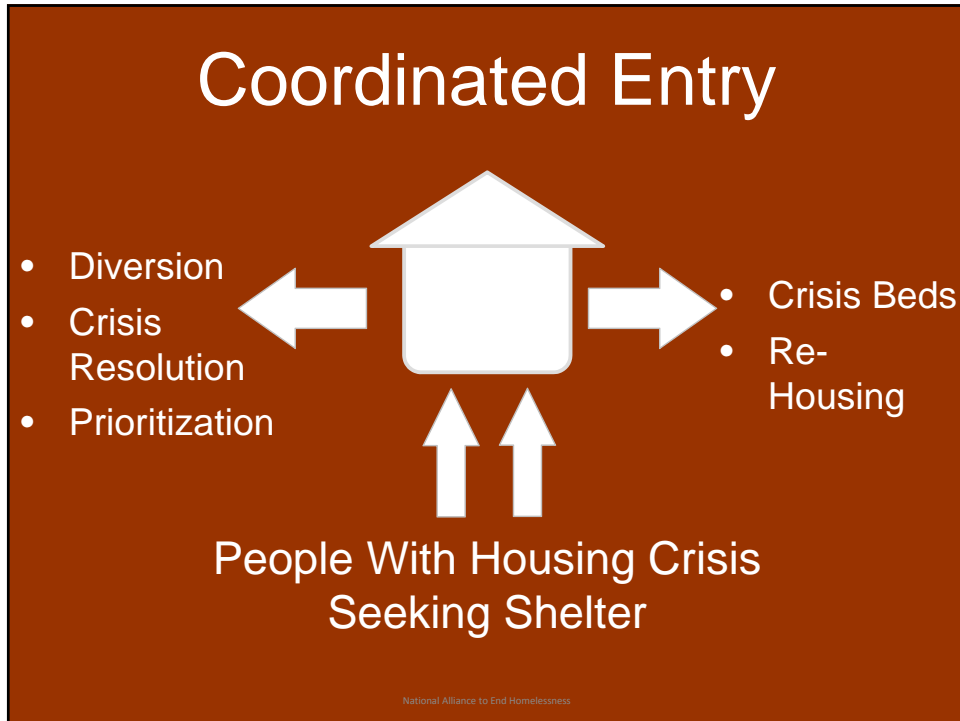 Coordinated Entry
• Diversion
• Crisis
Resolution
• Prioritization
• Crisis Beds
• Re-
Housing
People With Housing Crisis
Seeking Shelter
National Alliance to End Homelessness